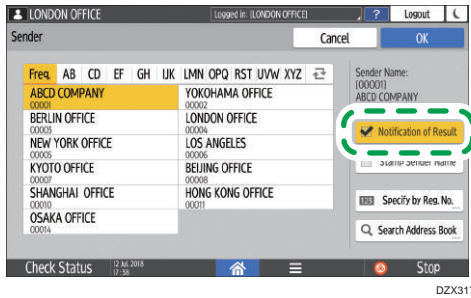 LONDON OFFICE
Logged in: [LONDON OFFICE]
?
Logout
Sender
Cancel
OK
Freq. AB CD EF GH IJK LMN OPQ RST UVW XYZ
ABCD COMPANY
00001
YOKOHAMA OFFICE
00002
BERLIN OFFICE
00003
LONDON OFFICE
00004
NEW YORK OFFICE
00005
LOS ANGELES
00006
KYOTO OFFICE
00007
BEIJING OFFICE
00008
SHANGHAI OFFICE
00010
HONG KONG OFFICE
00011
OSAKA OFFICE
00014
Sender Name:
[00001]
ABCD COMPANY
Notification of Result
Stamp Sender Name
123 Specify by Reg. No.
Search Address Book
Check Status
12 Jul. 2018
17:58
Stop
DZX317